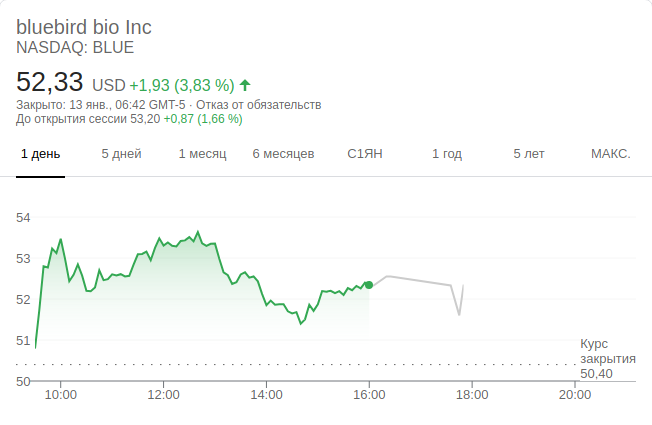 bluebird bio Inc
NASDAQ: BLUE
52,33 USD +1,93 (3,83 %)
Закрыто: 13 янв., 06:42 GMT-5 · Отказ от обязательств
До открытия сессии 53,20 +0,87 (1,66 %)
1 день 5 дней 1 месяц 6 месяцев С1ЯН 1 год 5 лет МАКС.
54
53
52
51
50
Курс
закрытия
50,40
10:00 12:00 14:00 16:00 18:00 20:00